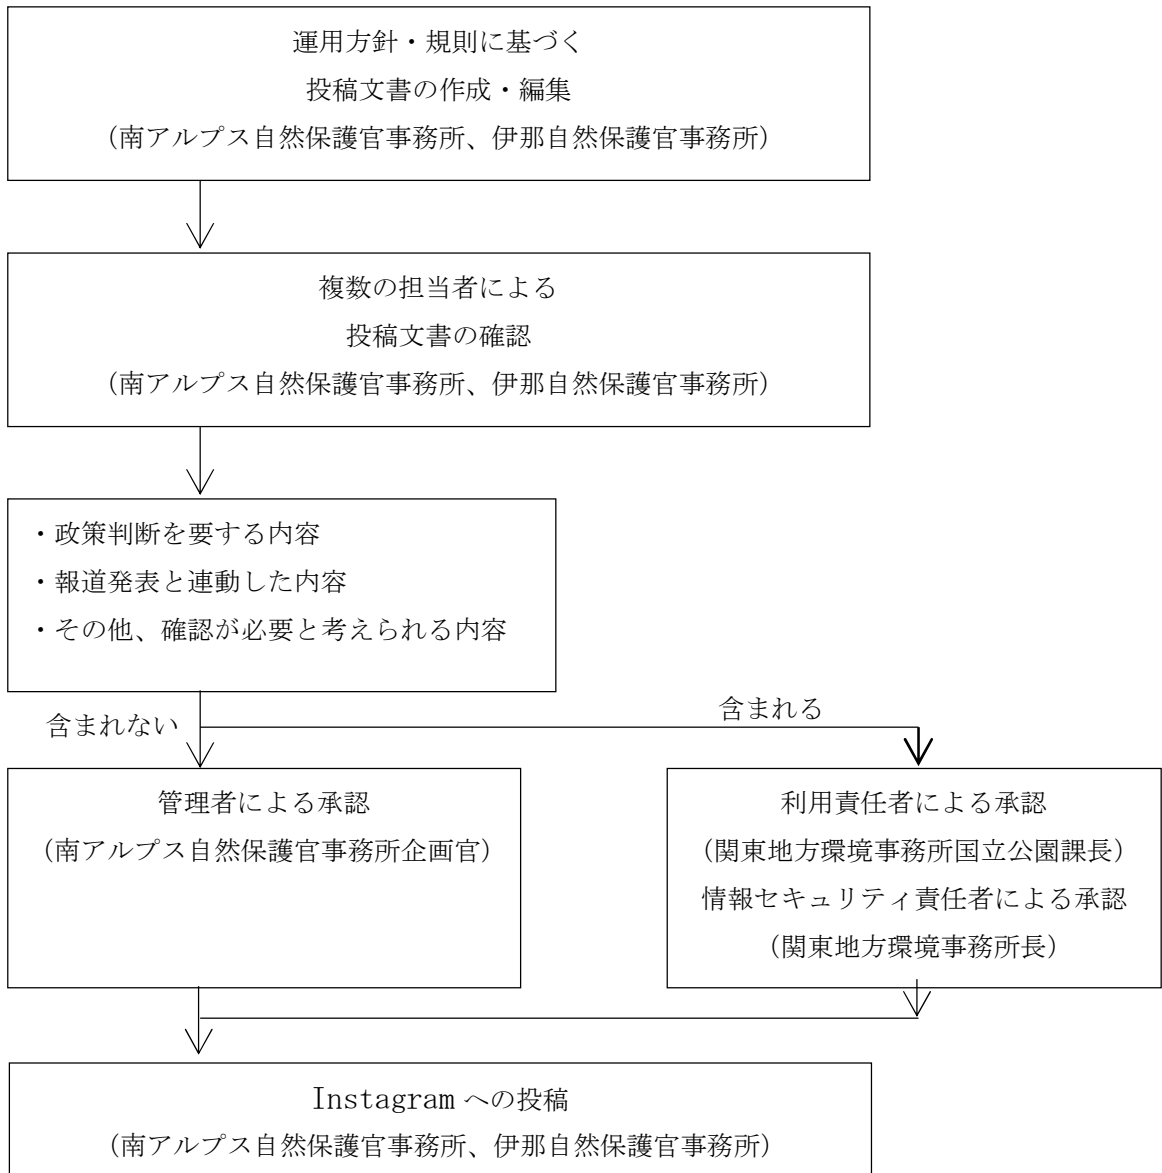 運用方針・規則に基づく
投稿文書の作成・編集
（南アルプス自然保護官事務所、伊那自然保護官事務所）
複数の担当者による
投稿文書の確認
（南アルプス自然保護官事務所、伊那自然保護官事務所）
・政策判断を要する内容
・報道発表と連動した内容
・その他、確認が必要と考えられる内容
含まれない
含まれる
管理者による承認
（南アルプス自然保護官事務所企画官）
利用責任者による承認
（関東地方環境事務所国立公園課長）
情報セキュリティ責任者による承認
（関東地方環境事務所長）
Instagram への投稿
（南アルプス自然保護官事務所、伊那自然保護官事務所）